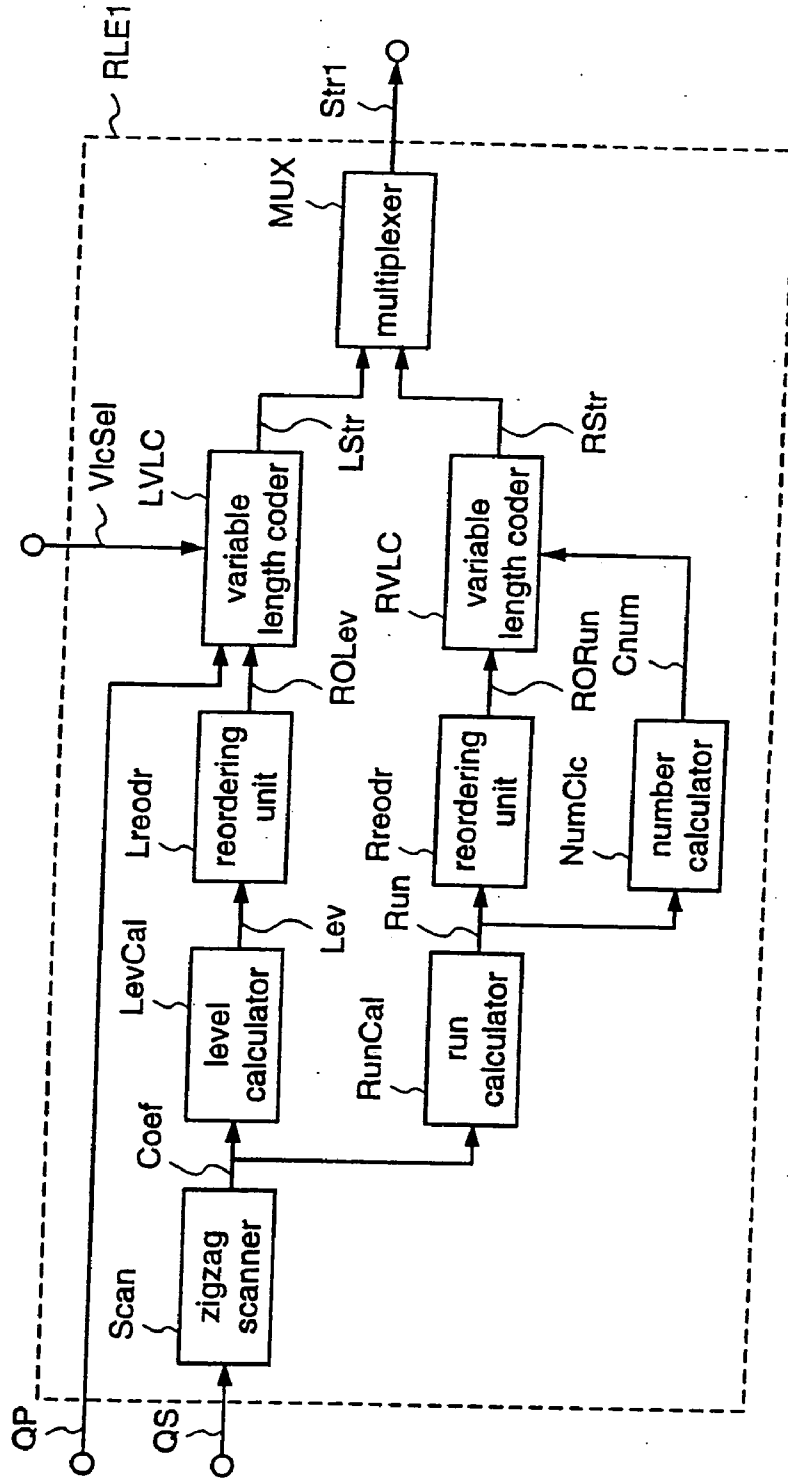 RLE1
QP
QS
Scan
zigzag
scanner
Coef
LevCal
level
calculator
Lev
Lreodr
reordering
unit
ROLev
VlcSel
LVLC
variable
length coder
LStr
RunCal
run
calculator
Run
Rreodr
reordering
unit
RORun
RVLC
variable
length coder
RStr
NumClc
number
calculator
Cnum
MUX
multiplexer
Str1